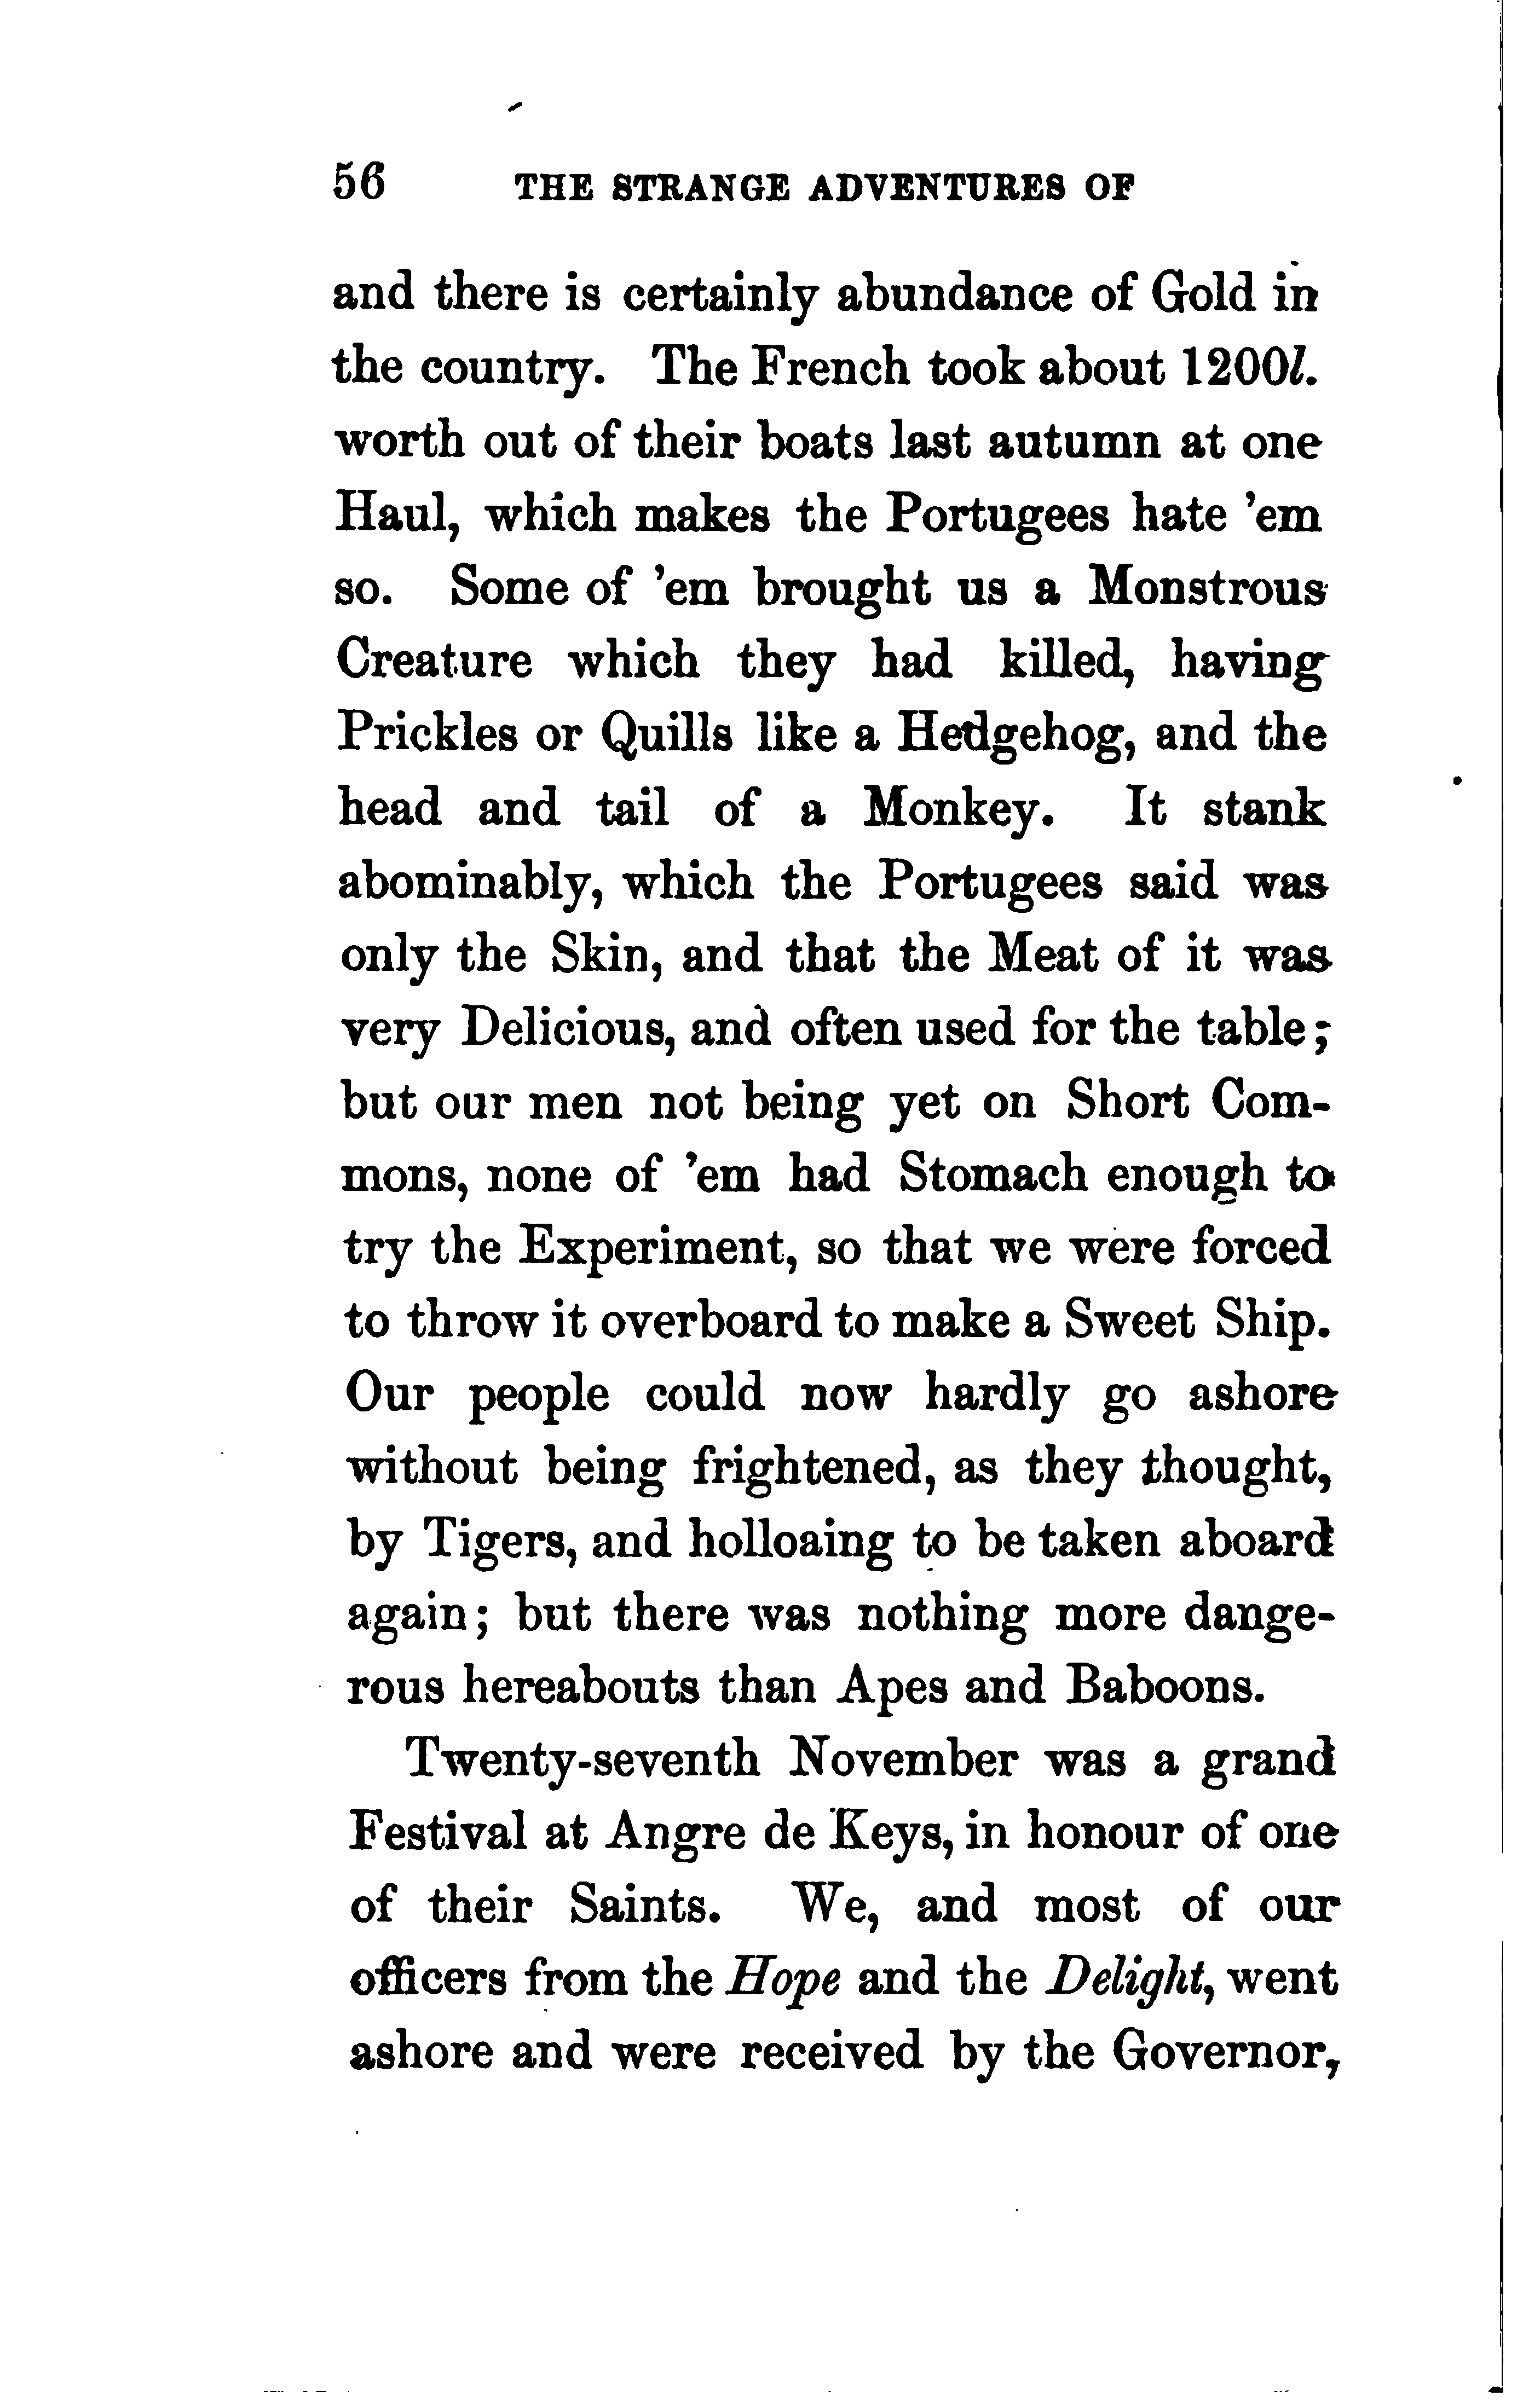 56 THE STRANGE ADVENTURES OF
and there is certainly abundance of Gold in
the country. The French took about 1200l.
worth out of their boats last autumn at one
Haul, which makes the Portugees hate 'em
so. Some of 'em brought us a Monstrous
Creature which they had killed, having
Prickles or Quills like a Hedgehog, and the
head and tail of a Monkey. It stank
abominably, which the Portugees said was
only the Skin, and that the Meat of it was
very Delicious, and often used for the table;
but our men not being yet on Short Com-
mons, none of 'em had Stomach enough to
try the Experiment, so that we were forced
to throw it overboard to make a Sweet Ship.
Our people could now hardly go ashore
without being frightened, as they thought,
by Tigers, and holloaing to be taken aboard
again; but there was nothing more dange-
rous hereabouts than Apes and Baboons.
Twenty-seventh November was a grand
Festival at Angre de Keys, in honour of one
of their Saints. We, and most of our
officers from the Hope and the Delight, went
ashore and were received by the Governor,